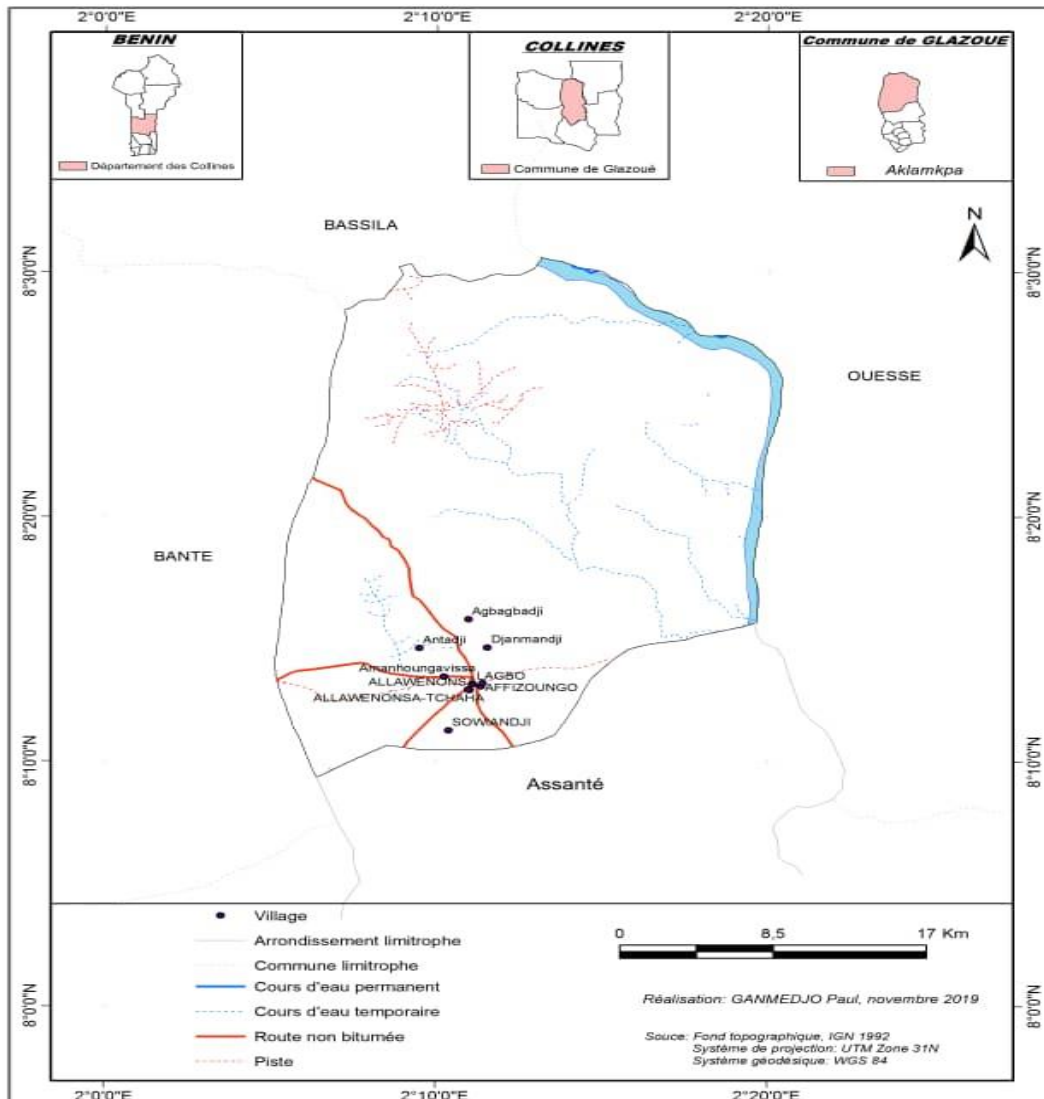 2°0'0"E 2°10'0"E 2°20'0"E
BENIN
Département des Collines
COLLINES
Commune de Glazoué
Commune de GLAZOUE
Aklamkpa
N
BASSILA
8°30'0"N 8°30'0"N
OUESSE
8°20'0"N 8°20'0"N
BANTE
Agbagbadji
Antadji
Djanmandji
Amanhoungavissa
LAGBO
ALLAWENONSA
AFFIZOUNGO
ALLAWENONSA-TCHAHA
SOWANDJI
8°10'0"N 8°10'0"N
Assanté
Village
Arrondissement limitrophe
Commune limitrophe
Cours d'eau permanent
Cours d'eau temporaire
Route non bitumée
Piste
0 8,5 17 Km
8°0'0"N 8°0'0"N
Réalisation: GANMEDJO Paul, novembre 2019
Souce: Fond topographique, IGN 1992
Système de projection: UTM Zone 31N
Système géodésique: WGS 84
2°0'0"E 2°10'0"E 2°20'0"E